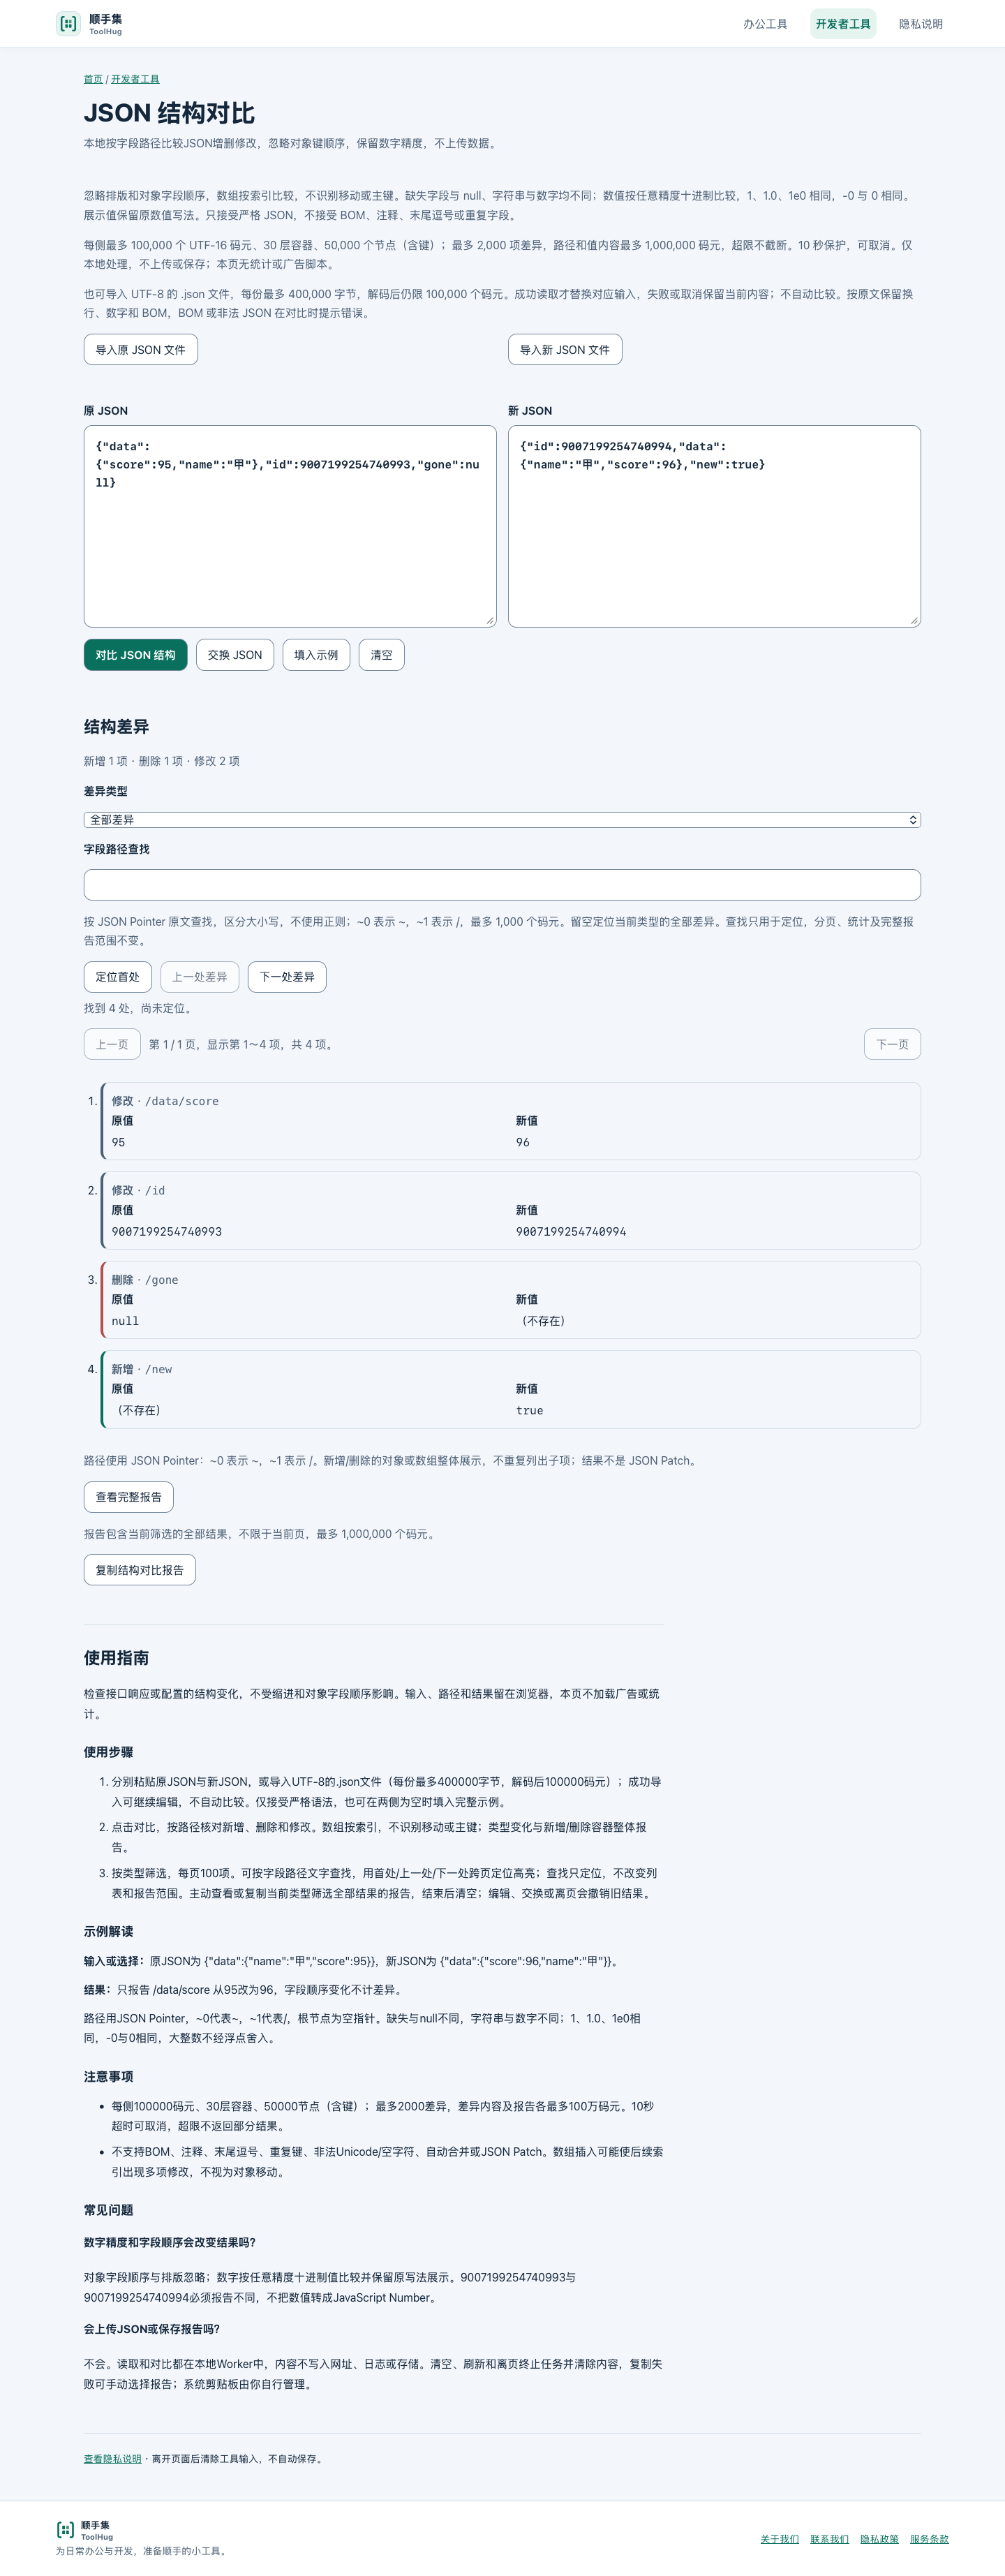 顺手集
ToolHug
办公工具
开发者工具
隐私说明
首页 / 开发者工具
JSON 结构对比
本地按字段路径比较JSON增删修改，忽略对象键顺序，保留数字精度，不上传数据。
忽略排版和对象字段顺序，数组按索引比较，不识别移动或主键。缺失字段与 null、字符串与数字均不同；数值按任意精度十进制比较，1、1.0、1e0 相同，-0 与 0 相同。
展示值保留原数值写法。只接受严格 JSON，不接受 BOM、注释、末尾逗号或重复字段。
每侧最多 100,000 个 UTF-16 码元、30 层容器、50,000 个节点（含键）；最多 2,000 项差异，路径和值内容最多 1,000,000 码元，超限不截断。10 秒保护，可取消。仅
本地处理，不上传或保存；本页无统计或广告脚本。
也可导入 UTF-8 的 .json 文件，每份最多 400,000 字节，解码后仍限 100,000 个码元。成功读取才替换对应输入，失败或取消保留当前内容；不自动比较。按原文保留换
行、数字和 BOM，BOM 或非法 JSON 在对比时提示错误。
导入原 JSON 文件
导入新 JSON 文件
原 JSON
新 JSON
{"data":
{"score":95,"name":"甲"},"id":9007199254740993,"gone":nu
ll}
{"id":9007199254740994,"data":
{"name":"甲","score":96},"new":true}
对比 JSON 结构
交换 JSON
填入示例
清空
结构差异
新增 1 项 · 删除 1 项 · 修改 2 项
差异类型
全部差异
字段路径查找
按 JSON Pointer 原文查找，区分大小写，不使用正则；~0 表示 ~，~1 表示 /，最多 1,000 个码元。留空定位当前类型的全部差异。查找只用于定位，分页、统计及完整报
告范围不变。
定位首处
上一处差异
下一处差异
找到 4 处，尚未定位。
上一页
第 1 / 1 页，显示第 1～4 项，共 4 项。
下一页
1. 修改 · /data/score
原值
新值
95
96
2. 修改 · /id
原值
新值
9007199254740993
9007199254740994
3. 删除 · /gone
原值
新值
null
（不存在）
4. 新增 · /new
原值
新值
（不存在）
true
路径使用 JSON Pointer：~0 表示 ~，~1 表示 /。新增/删除的对象或数组整体展示，不重复列出子项；结果不是 JSON Patch。
查看完整报告
报告包含当前筛选的全部结果，不限于当前页，最多 1,000,000 个码元。
复制结构对比报告
使用指南
检查接口响应或配置的结构变化，不受缩进和对象字段顺序影响。输入、路径和结果留在浏览器，本页不加载广告或统
计。
使用步骤
1. 分别粘贴原JSON与新JSON，或导入UTF-8的.json文件（每份最多400000字节，解码后100000码元）；成功导
入可继续编辑，不自动比较。仅接受严格语法，也可在两侧为空时填入完整示例。
2. 点击对比，按路径核对新增、删除和修改。数组按索引，不识别移动或主键；类型变化与新增/删除容器整体报
告。
3. 按类型筛选，每页100项。可按字段路径文字查找，用首处/上一处/下一处跨页定位高亮；查找只定位，不改变列
表和报告范围。主动查看或复制当前类型筛选全部结果的报告，结束后清空；编辑、交换或离页会撤销旧结果。
示例解读
输入或选择：原JSON为 {"data":{"name":"甲","score":95}}，新JSON为 {"data":{"score":96,"name":"甲"}}。
结果：只报告 /data/score 从95改为96，字段顺序变化不计差异。
路径用JSON Pointer，~0代表~，~1代表/，根节点为空指针。缺失与null不同，字符串与数字不同；1、1.0、1e0相
同，-0与0相同，大整数不经浮点舍入。
注意事项
• 每侧100000码元、30层容器、50000节点（含键）；最多2000差异，差异内容及报告各最多100万码元。10秒
超时可取消，超限不返回部分结果。
• 不支持BOM、注释、末尾逗号、重复键、非法Unicode/空字符、自动合并或JSON Patch。数组插入可能使后续索
引出现多项修改，不视为对象移动。
常见问题
数字精度和字段顺序会改变结果吗？
对象字段顺序与排版忽略；数字按任意精度十进制值比较并保留原写法展示。9007199254740993与
9007199254740994必须报告不同，不把数值转成JavaScript Number。
会上传JSON或保存报告吗？
不会。读取和对比都在本地Worker中，内容不写入网址、日志或存储。清空、刷新和离页终止任务并清除内容，复制失
败可手动选择报告；系统剪贴板由你自行管理。
查看隐私说明 · 离开页面后清除工具输入，不自动保存。
顺手集
ToolHug
为日常办公与开发，准备顺手的小工具。
关于我们
联系我们
隐私政策
服务条款